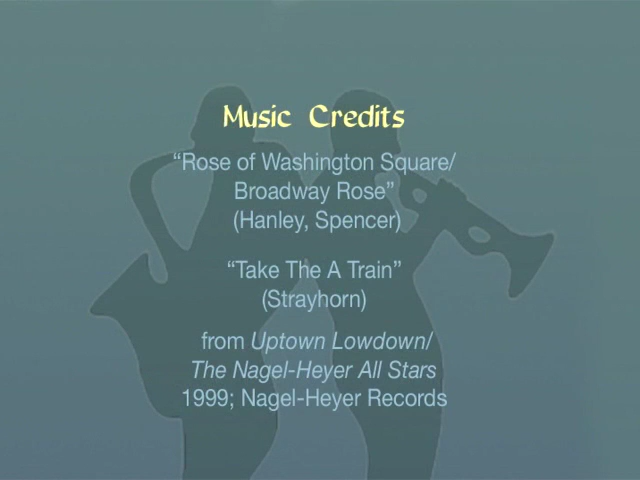 Music Credits
“Rose of Washington Square/
Broadway Rose”
(Hanley, Spencer)
“Take The A Train”
(Strayhorn)
from Uptown Lowdown/
The Nagel-Heyer All Stars
1999; Nagel-Heyer Records